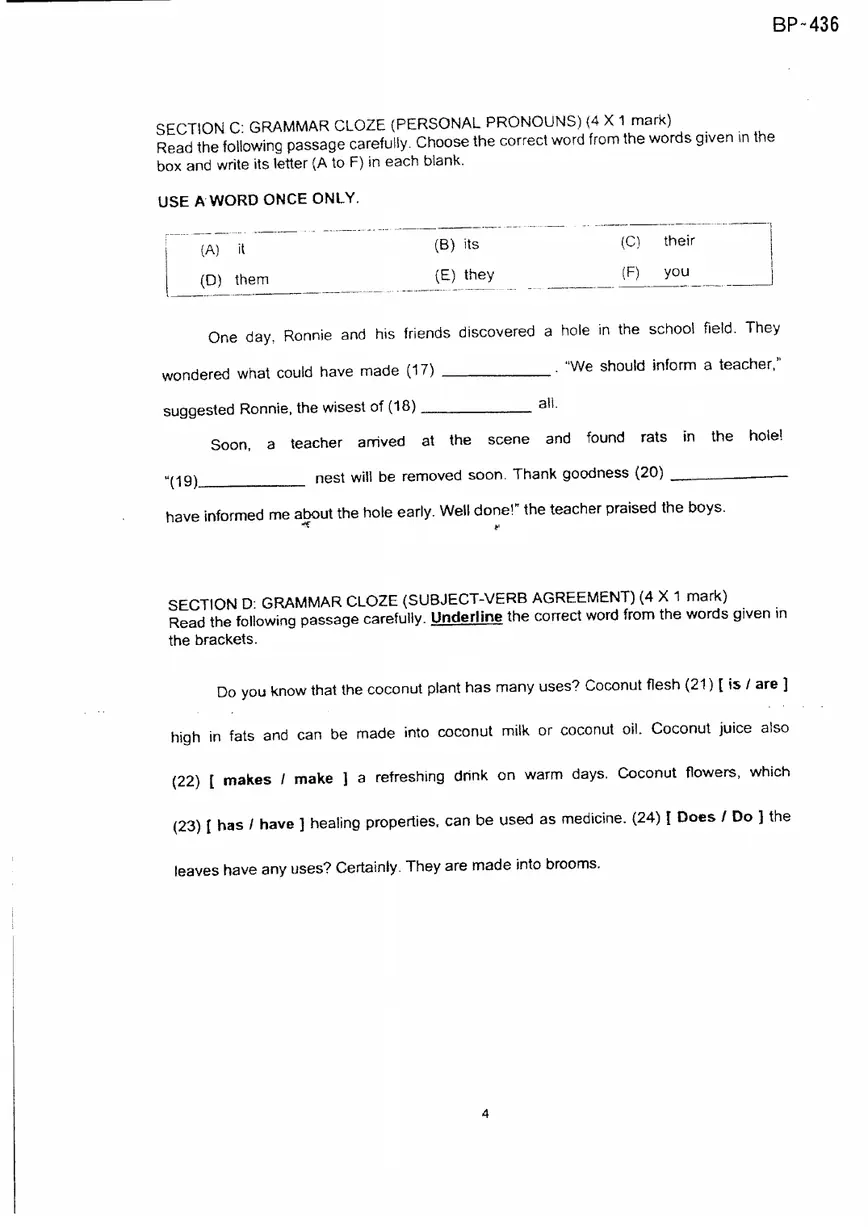 BP-436
SECTION C: GRAMMAR CLOZE (PERSONAL PRONOUNS) (4 X 1 mark)
Read the following passage carefully. Choose the correct word from the words given in the
box and write its letter (A to F) in each blank.
USE A WORD ONCE ONLY.
(A) it (B) its (C) their
(D) them (E) they (F) you
One day, Ronnie and his friends discovered a hole in the school field. They
wondered what could have made (17) ____________ . "We should inform a teacher,"
suggested Ronnie, the wisest of (18) ____________ all.
Soon, a teacher arrived at the scene and found rats in the hole!
"(19)____________ nest will be removed soon. Thank goodness (20) ____________
have informed me about the hole early. Well done!" the teacher praised the boys.
SECTION D: GRAMMAR CLOZE (SUBJECT-VERB AGREEMENT) (4 X 1 mark)
Read the following passage carefully. Underline the correct word from the words given in
the brackets.
Do you know that the coconut plant has many uses? Coconut flesh (21) [ is / are ]
high in fats and can be made into coconut milk or coconut oil. Coconut juice also
(22) [ makes / make ] a refreshing drink on warm days. Coconut flowers, which
(23) [ has / have ] healing properties, can be used as medicine. (24) [ Does / Do ] the
leaves have any uses? Certainly. They are made into brooms.
4